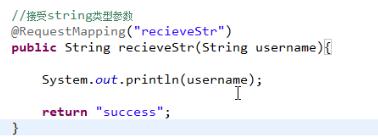 //接受string类型参数
@RequestMapping("recieveStr")
public String recieveStr(String username){
System.out.println(username);
return "success";
}